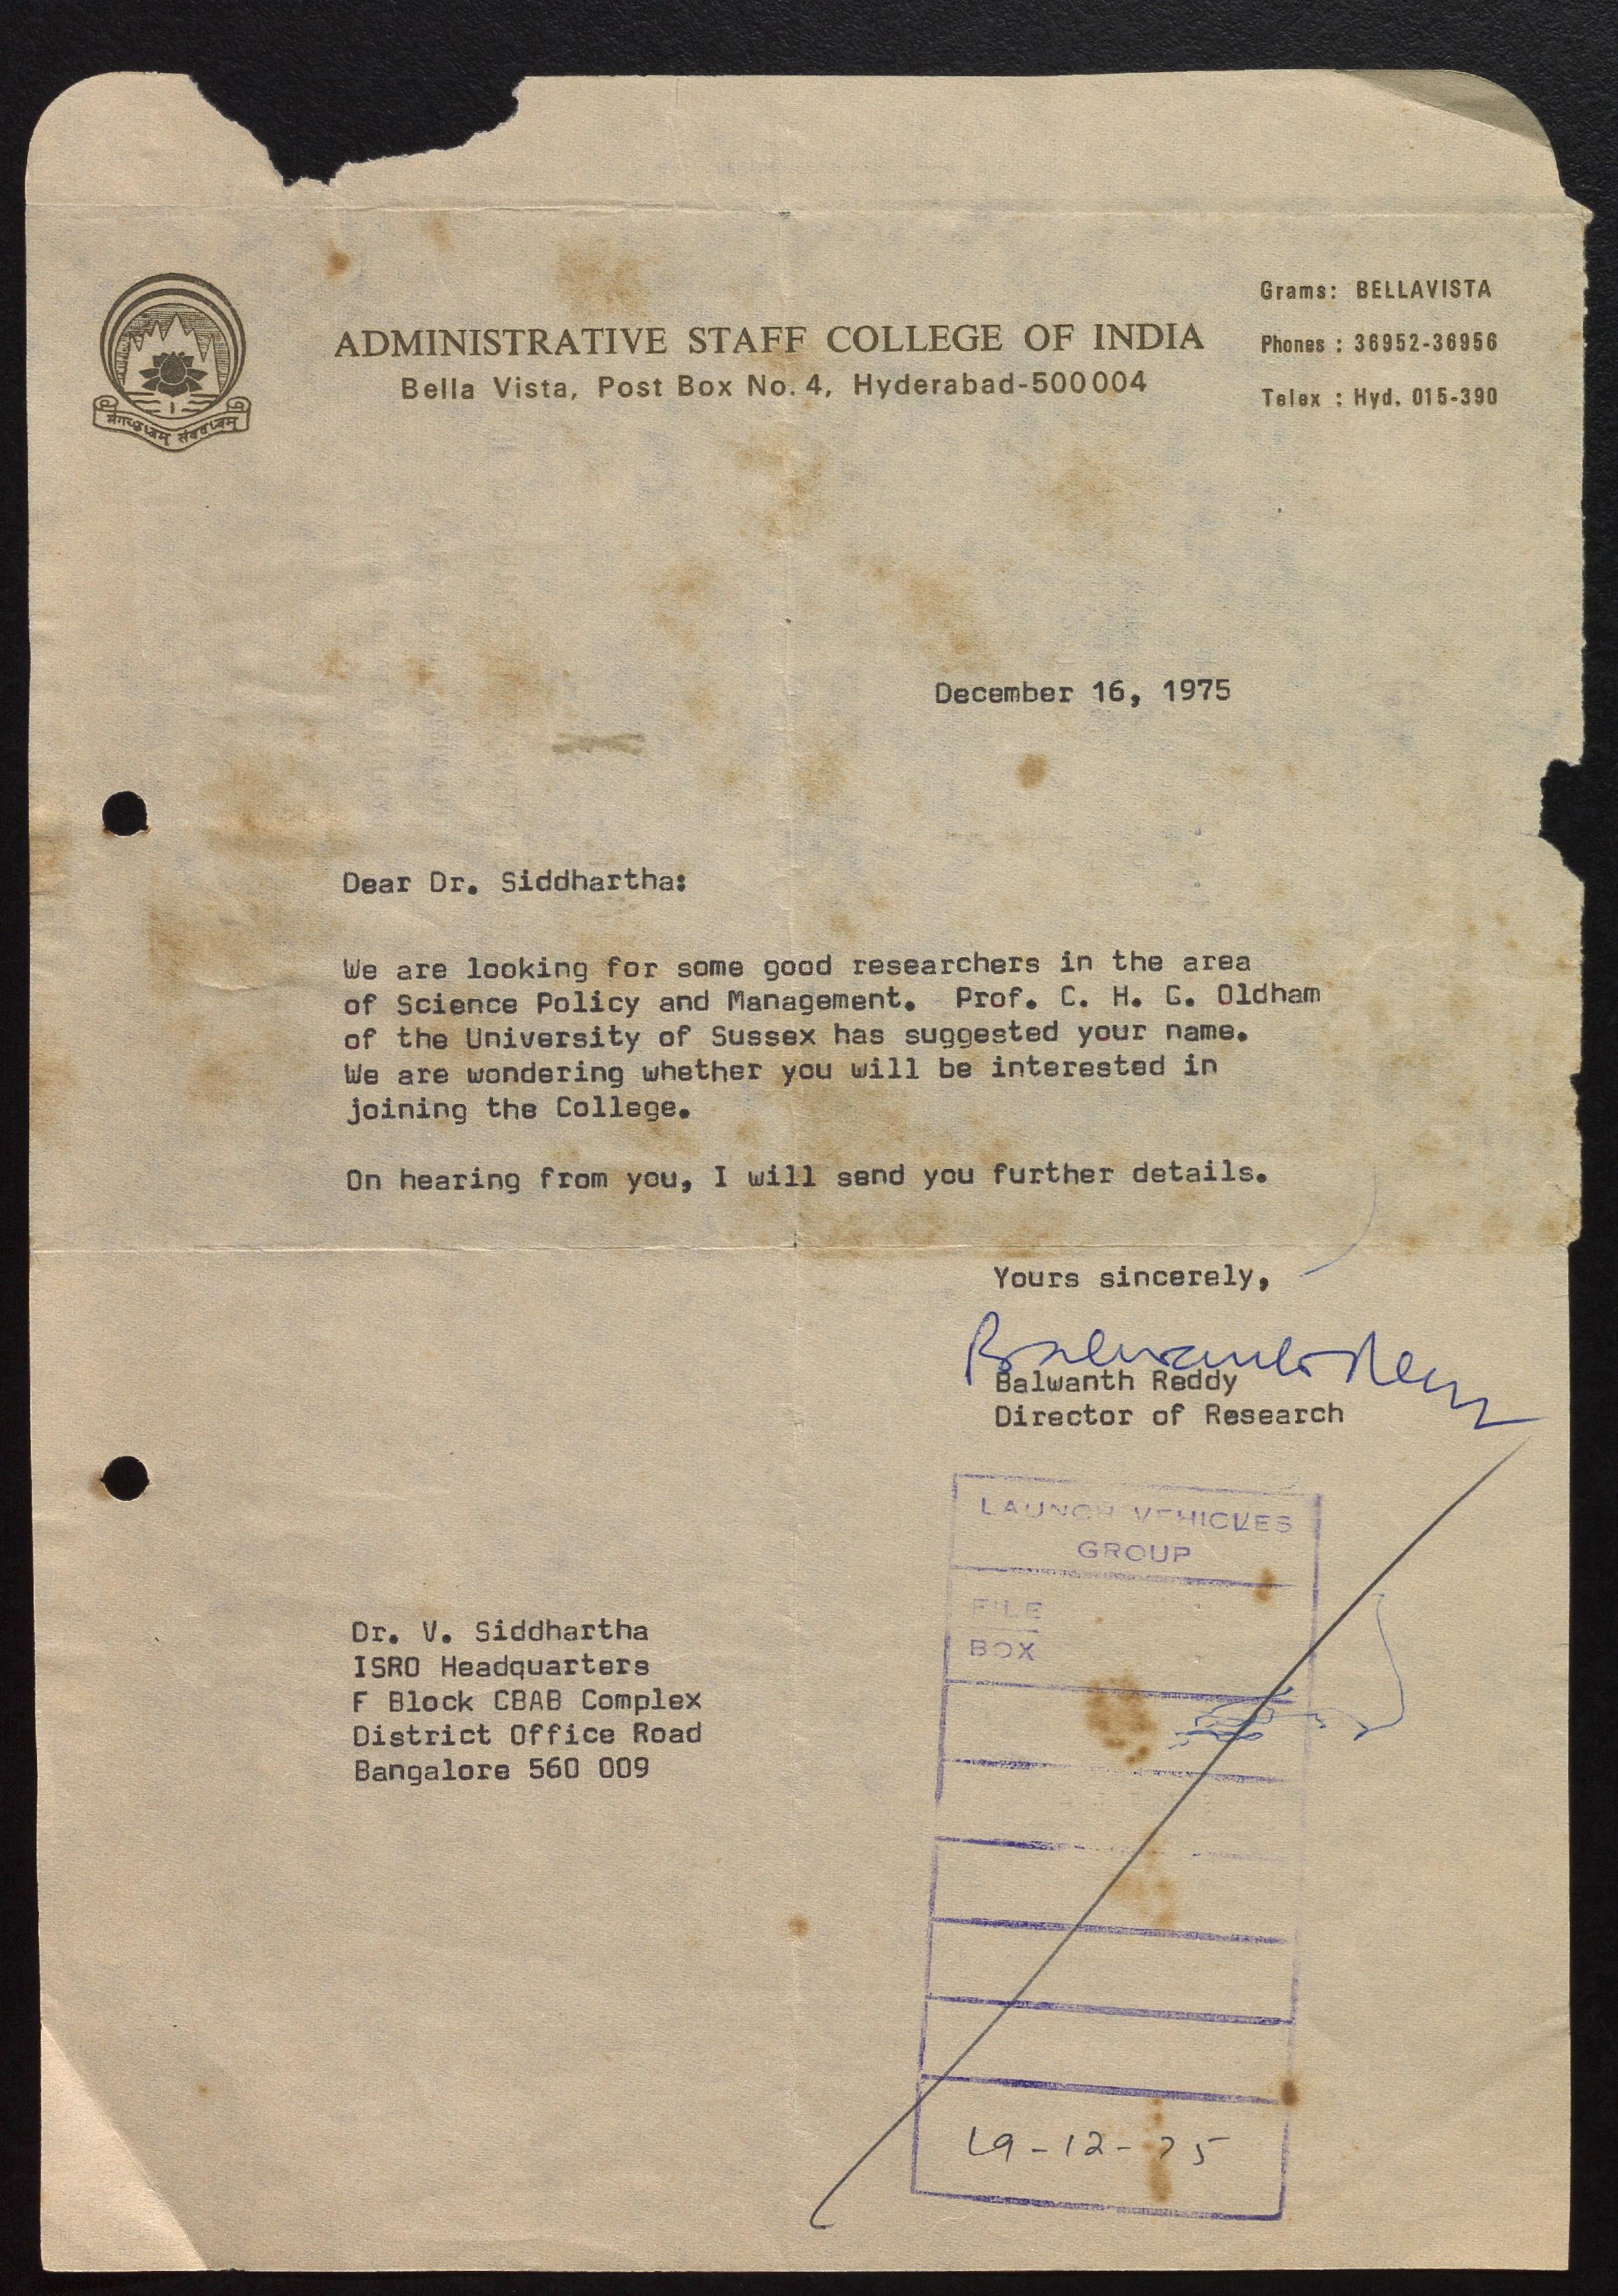 ADMINISTRATIVE STAFF COLLEGE OF INDIA
Bella Vista, Post Box No. 4, Hyderabad-500004
Grams: BELLAVISTA
Phones : 36952-36956
Telex : Hyd. 015-390
December 16, 1975
Dear Dr. Siddhartha:
We are looking for some good researchers in the area
of Science Policy and Management. Prof. C. H. G. Oldham
of the University of Sussex has suggested your name.
We are wondering whether you will be interested in
joining the College.
On hearing from you, I will send you further details.
Yours sincerely,
Balwanth Reddy
Balwanth Reddy
Director of Research
LAUNCH VEHICLES
GROUP
FILE
BOX
Dr. V. Siddhartha
ISRO Headquarters
F Block CBAB Complex
District Office Road
Bangalore 560 009
19-12-75